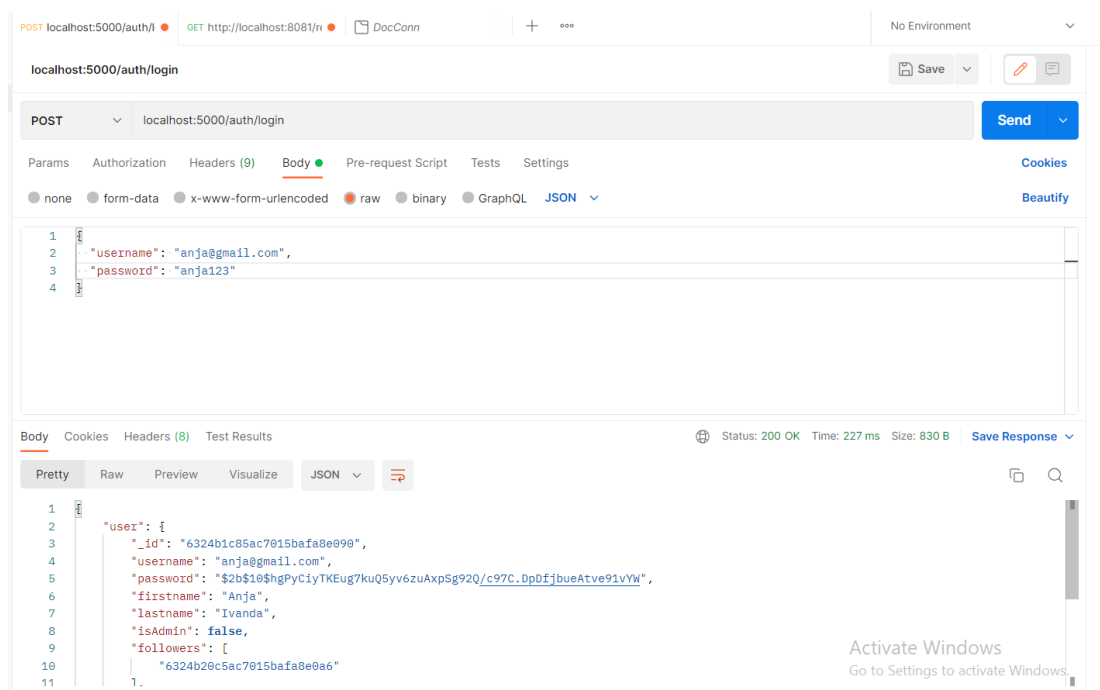 POST localhost:5000/auth/l GET http://localhost:8081/r DocConn No Environment
localhost:5000/auth/login Save
POST localhost:5000/auth/login Send
Params Authorization Headers (9) Body Pre-request Script Tests Settings Cookies
none form-data x-www-form-urlencoded raw binary GraphQL JSON Beautify
1 {
2 "username": "anja@gmail.com",
3 "password": "anja123"
4 }
Body Cookies Headers (8) Test Results Status: 200 OK Time: 227 ms Size: 830 B Save Response
Pretty Raw Preview Visualize JSON
1 {
2 "user": {
3 "_id": "6324b1c85ac7015bafa8e090",
4 "username": "anja@gmail.com",
5 "password": "$2b$10$hgPyCiyTKEug7kuQ5yv6zuAxpSg92Q/c97C.DpDfjbueAtve91vYW",
6 "firstname": "Anja",
7 "lastname": "Ivanda",
8 "isAdmin": false,
9 "followers": [
10 "6324b20c5ac7015bafa8e0a6"
11 ],
Activate Windows
Go to Settings to activate Windows.